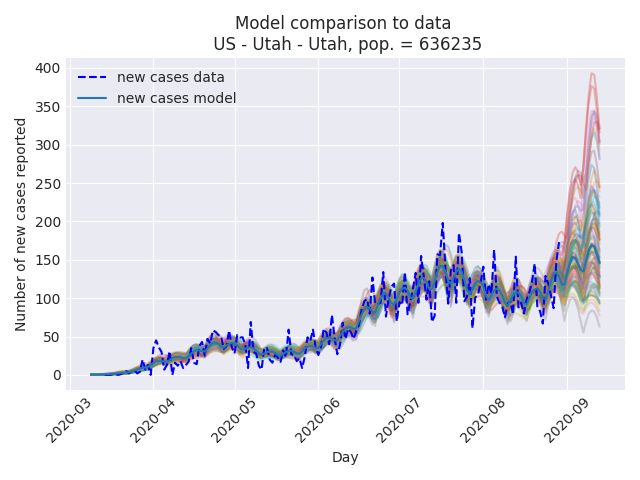 Model comparison to data
US - Utah - Utah, pop. = 636235
new cases data
new cases model
Number of new cases reported
400
350
300
250
200
150
100
50
0
2020-03
2020-04
2020-05
2020-06
2020-07
2020-08
2020-09
Day